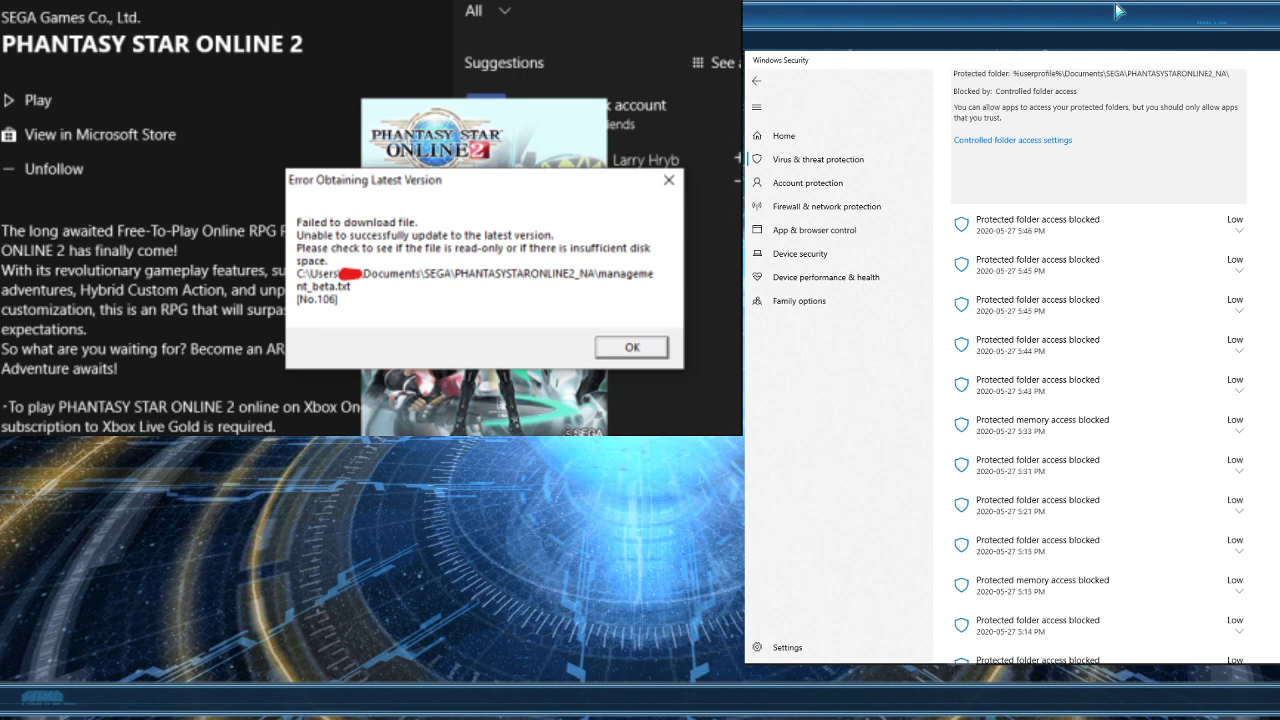 SEGA Games Co., Ltd.
PHANTASY STAR ONLINE 2
Play
View in Microsoft Store
Unfollow
The long awaited Free-To-Play Online RPG
ONLINE 2 has finally come!
With its revolutionary gameplay features, su
adventures, Hybrid Custom Action, and unp
customization, this is an RPG that will surpa
expectations.
So what are you waiting for? Become an AR
Adventure awaits!
・To play PHANTASY STAR ONLINE 2 online on Xbox On
subscription to Xbox Live Gold is required.
All
Suggestions
See a
k account
iends
Larry Hryb
PHANTASY STAR
ONLINE 2
Error Obtaining Latest Version
Failed to download file.
Unable to successfully update to the latest version.
Please check to see if the file is read-only or if there is insufficient disk
space.
C:\Users\ Documents\SEGA\PHANTASYSTARONLINE2_NA\manageme
nt_beta.txt
[No.106]
OK
©SEGA
Windows Security
Home
Virus & threat protection
Account protection
Firewall & network protection
App & browser control
Device security
Device performance & health
Family options
Settings
Protected folder: %userprofile%\Documents\SEGA\PHANTASYSTARONLINE2_NA\
Blocked by: Controlled folder access
You can allow apps to access your protected folders, but you should only allow apps
that you trust.
Controlled folder access settings
Protected folder access blocked Low
2020-05-27 5:46 PM
Protected folder access blocked Low
2020-05-27 5:45 PM
Protected folder access blocked Low
2020-05-27 5:45 PM
Protected folder access blocked Low
2020-05-27 5:44 PM
Protected folder access blocked Low
2020-05-27 5:43 PM
Protected memory access blocked Low
2020-05-27 5:33 PM
Protected folder access blocked Low
2020-05-27 5:31 PM
Protected folder access blocked Low
2020-05-27 5:21 PM
Protected folder access blocked Low
2020-05-27 5:15 PM
Protected memory access blocked Low
2020-05-27 5:15 PM
Protected folder access blocked Low
2020-05-27 5:14 PM
Protected folder access blocked Low